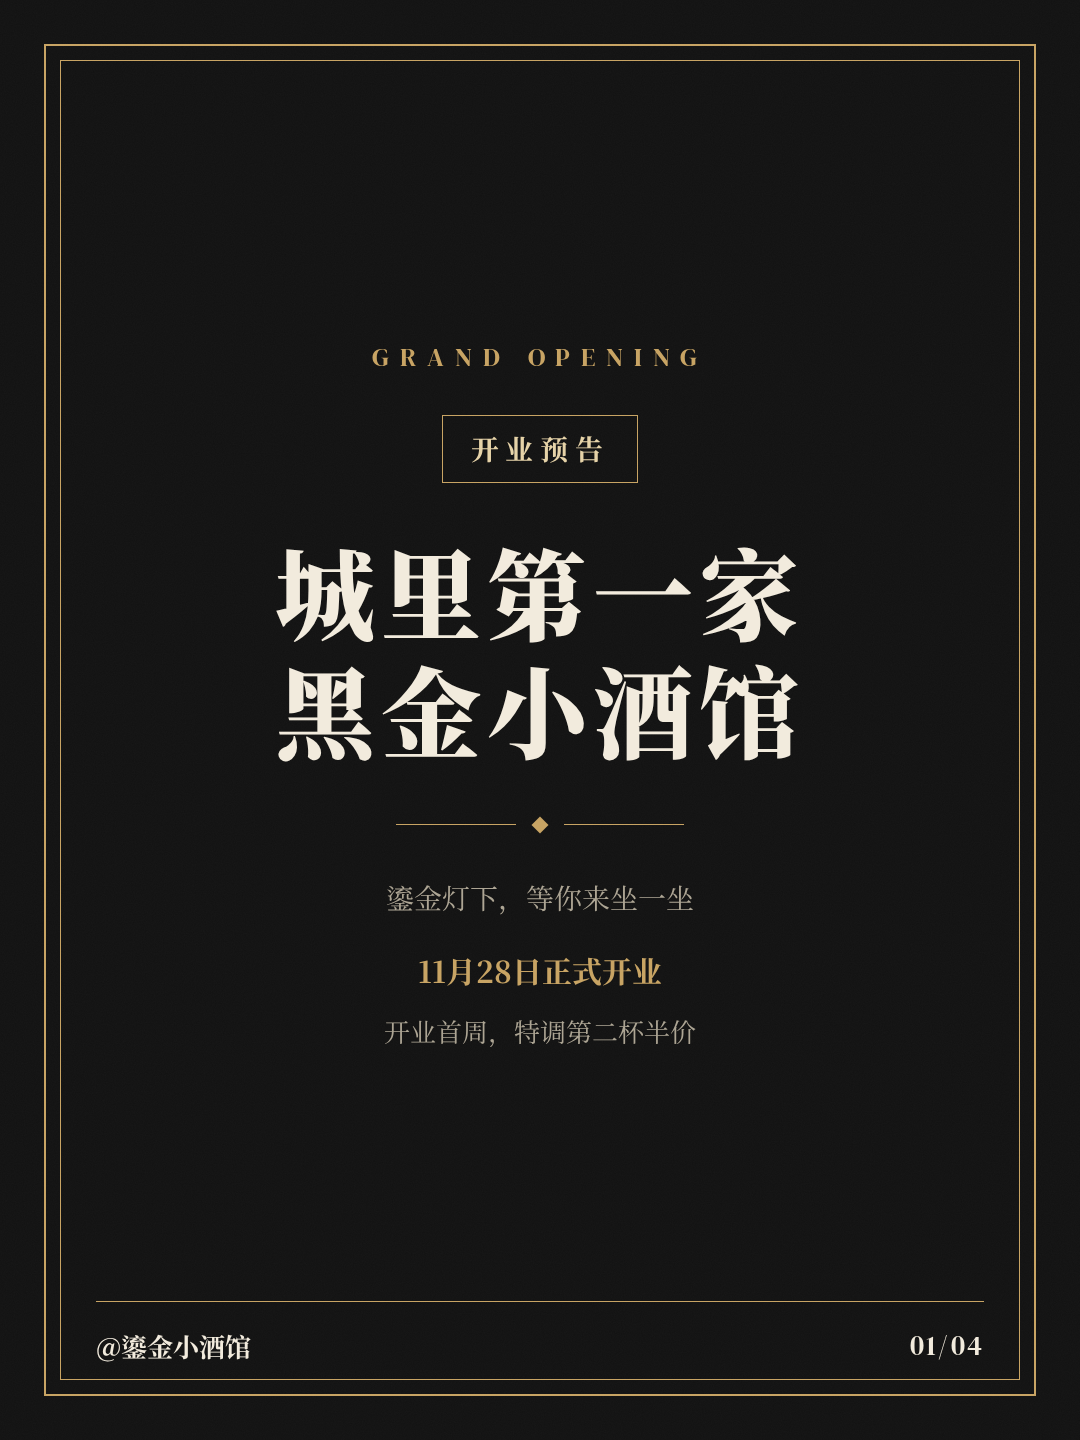 GRAND OPENING
开业预告
城里第一家
黑金小酒馆
鎏金灯下，等你来坐一坐
11月28日正式开业
开业首周，特调第二杯半价
@鎏金小酒馆
01/04